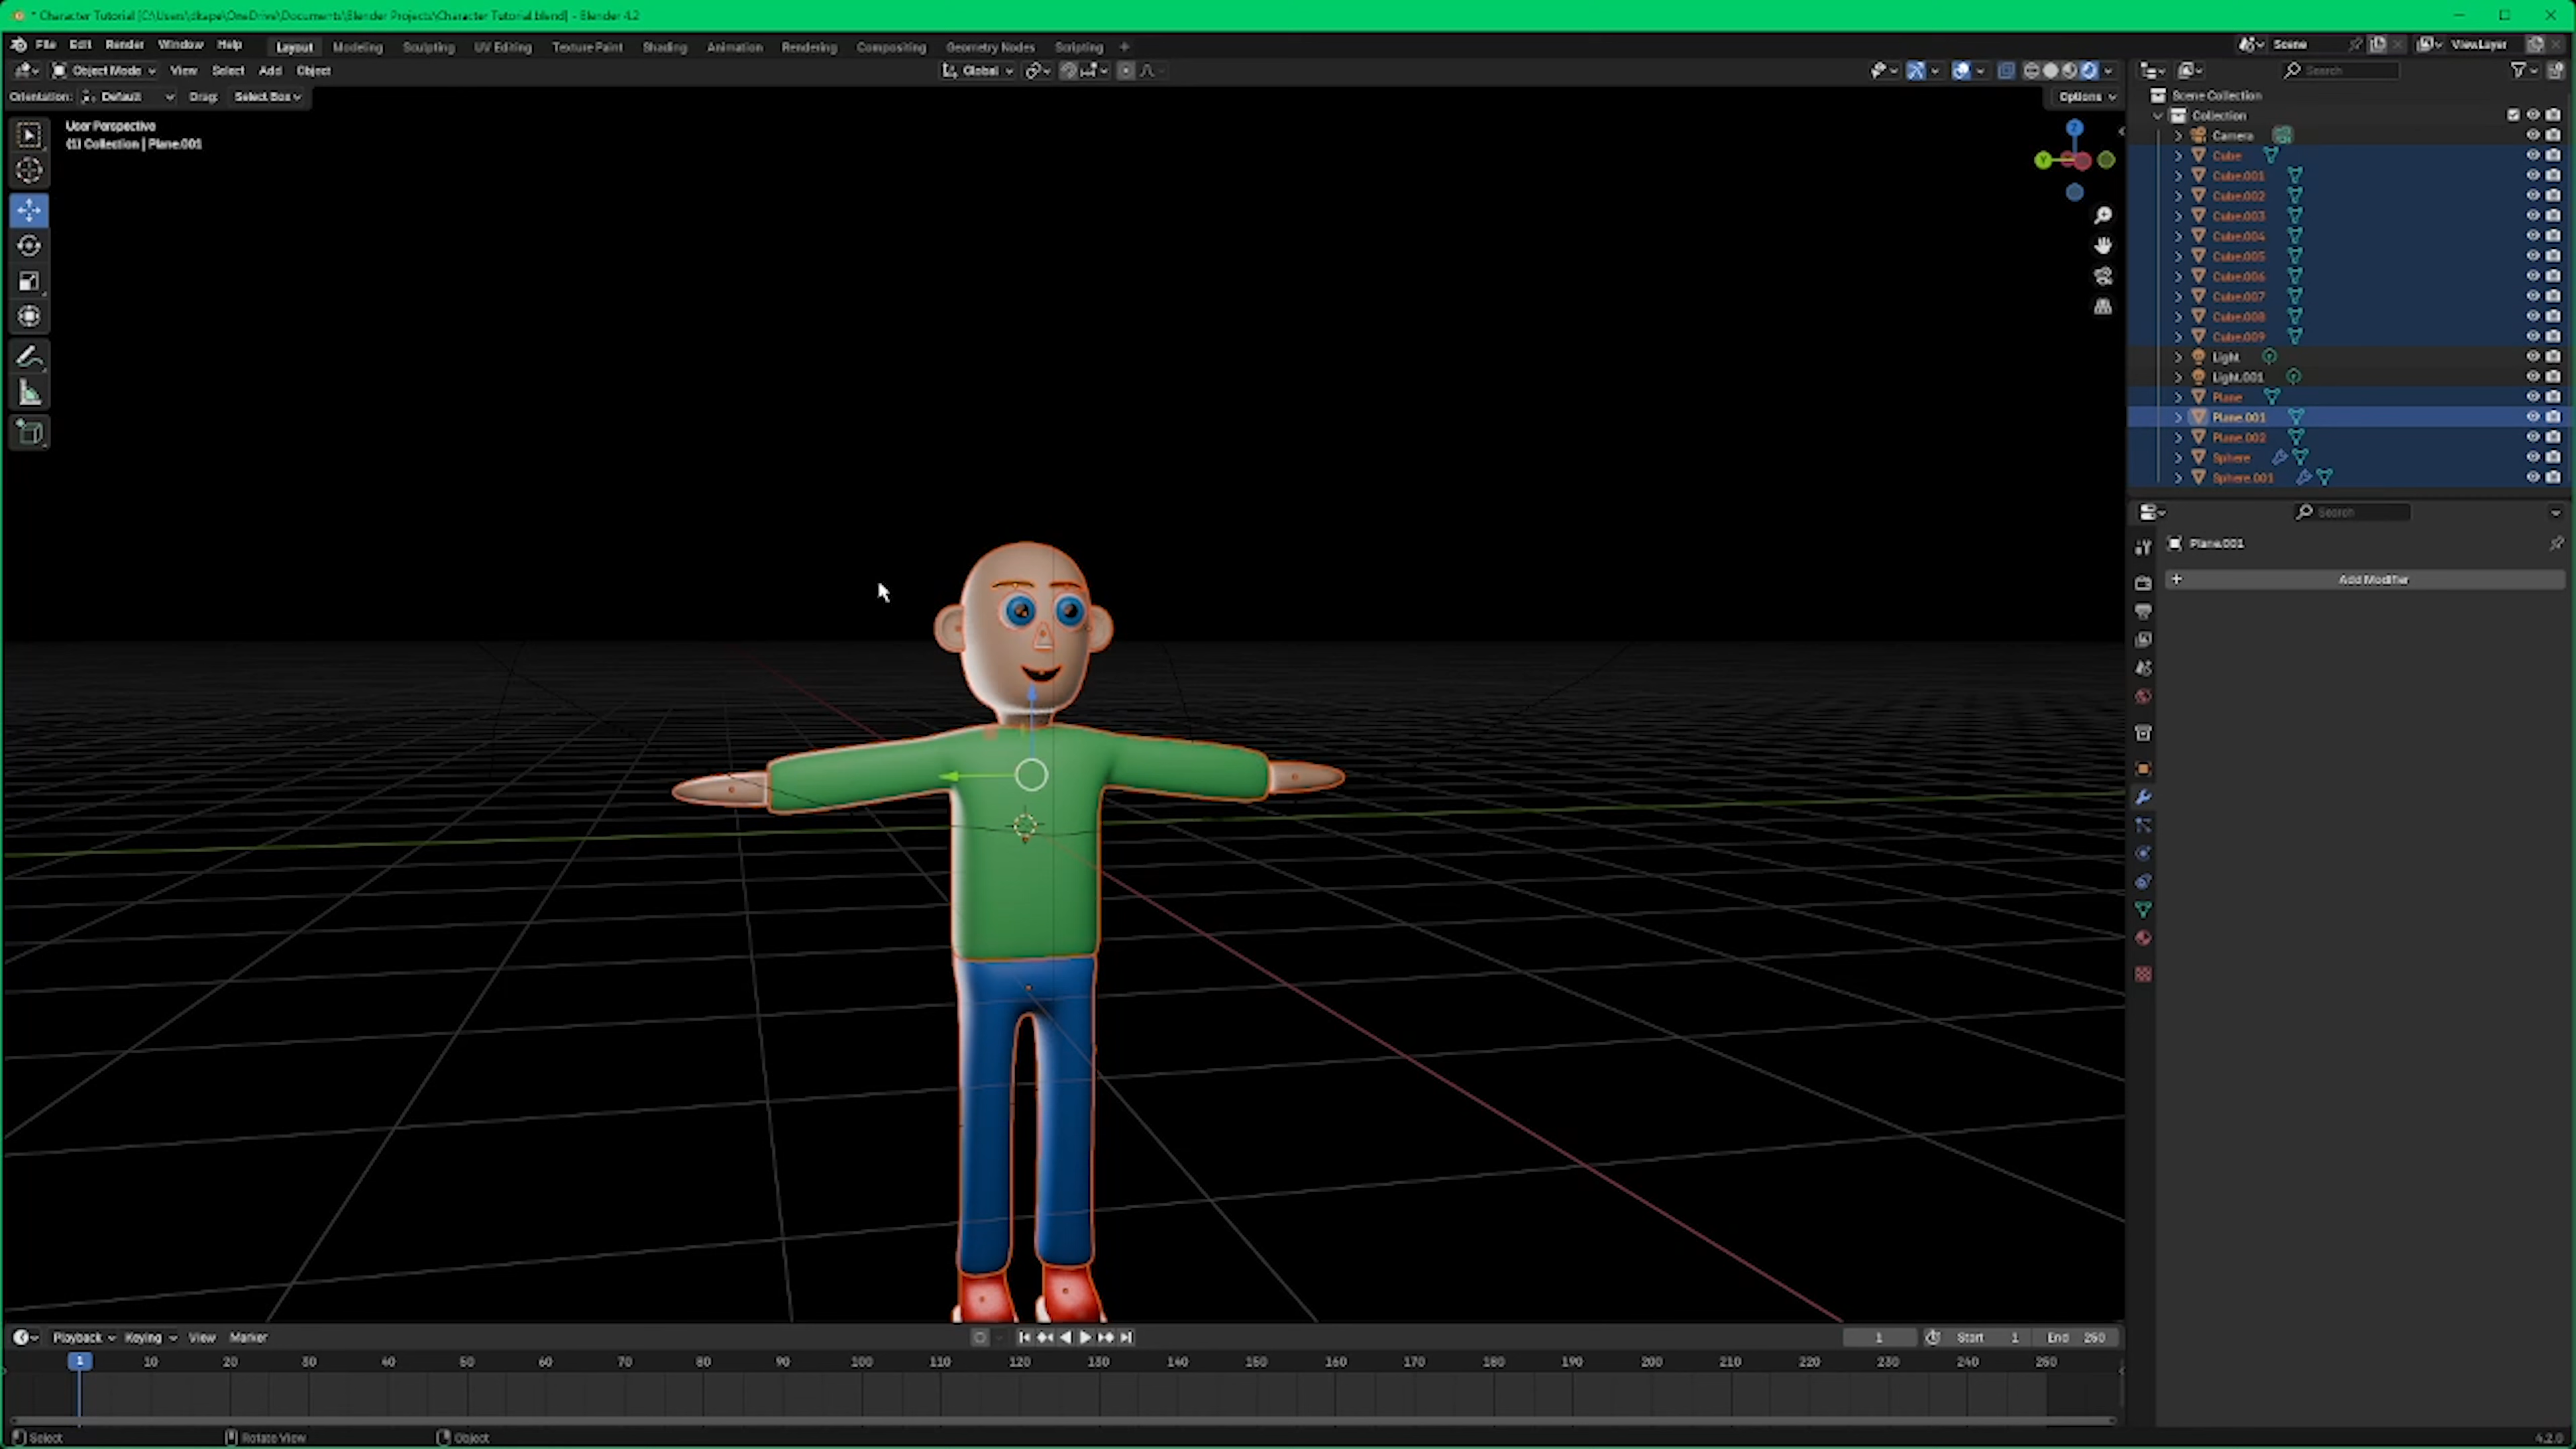 * Character Tutorial [C:\Users\dkape\OneDrive\Documents\Blender Projects\Character Tutorial.blend] - Blender 4.2
File Edit Render Window Help Layout Modeling Sculpting UV Editing Texture Paint Shading Animation Rendering Compositing Geometry Nodes Scripting + Scene ViewLayer
Object Mode View Select Add Object Global Search
Orientation: Default Drag: Select Box Options
User Perspective
(1) Collection | Plane.001
Z
Y
Scene Collection
Collection
Camera
Cube
Cube.001
Cube.002
Cube.003
Cube.004
Cube.005
Cube.006
Cube.007
Cube.008
Cube.009
Light
Light.001
Plane
Plane.001
Plane.002
Sphere
Sphere.001
Search
Plane.001
+ Add Modifier
Playback Keying View Marker 1 Start 1 End 250
1 10 20 30 40 50 60 70 80 90 100 110 120 130 140 150 160 170 180 190 200 210 220 230 240 250
Select Rotate View Object 4.2.0